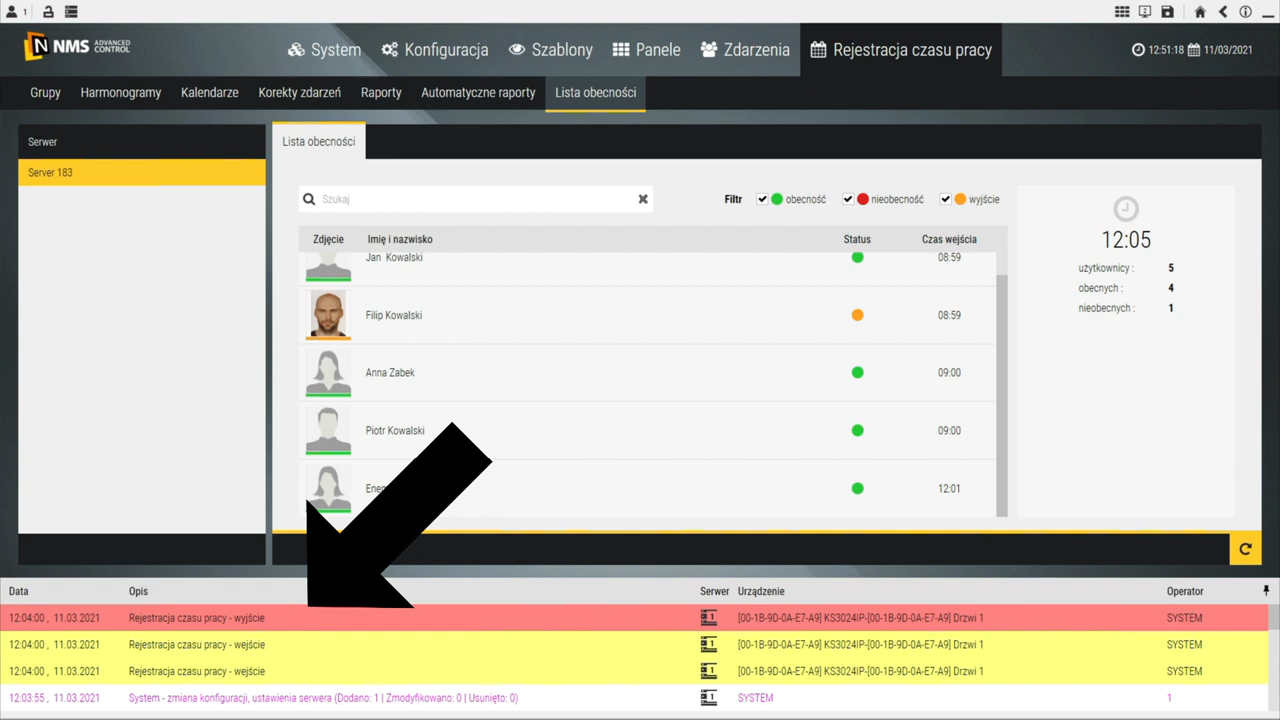 1
2
NMS ADVANCED CONTROL
System Konfiguracja Szablony Panele Zdarzenia Rejestracja czasu pracy
12:51:18 11/03/2021
Grupy Harmonogramy Kalendarze Korekty zdarzeń Raporty Automatyczne raporty Lista obecności
Serwer
Server 183
Lista obecności
Szukaj
Filtr obecność nieobecność wyjście
Zdjęcie Imię i nazwisko Status Czas wejścia
Jan Kowalski 08:59
Filip Kowalski 08:59
Anna Zabek 09:00
Piotr Kowalski 09:00
12:01
12:05
użytkownicy : 5
obecnych : 4
nieobecnych : 1
Data Opis Serwer Urządzenie Operator
12:04:00 , 11.03.2021 Rejestracja czasu pracy - wyjście 1 [00-1B-9D-0A-E7-A9] KS3024IP-[00-1B-9D-0A-E7-A9] Drzwi 1 SYSTEM
12:04:00 , 11.03.2021 Rejestracja czasu pracy - wejście 1 [00-1B-9D-0A-E7-A9] KS3024IP-[00-1B-9D-0A-E7-A9] Drzwi 1 SYSTEM
12:04:00 , 11.03.2021 Rejestracja czasu pracy - wejście 1 [00-1B-9D-0A-E7-A9] KS3024IP-[00-1B-9D-0A-E7-A9] Drzwi 1 SYSTEM
12:03:55 , 11.03.2021 System - zmiana konfiguracji, ustawienia serwera (Dodano: 1 | Zmodyfikowano: 0 | Usunięto: 0) 1 SYSTEM 1